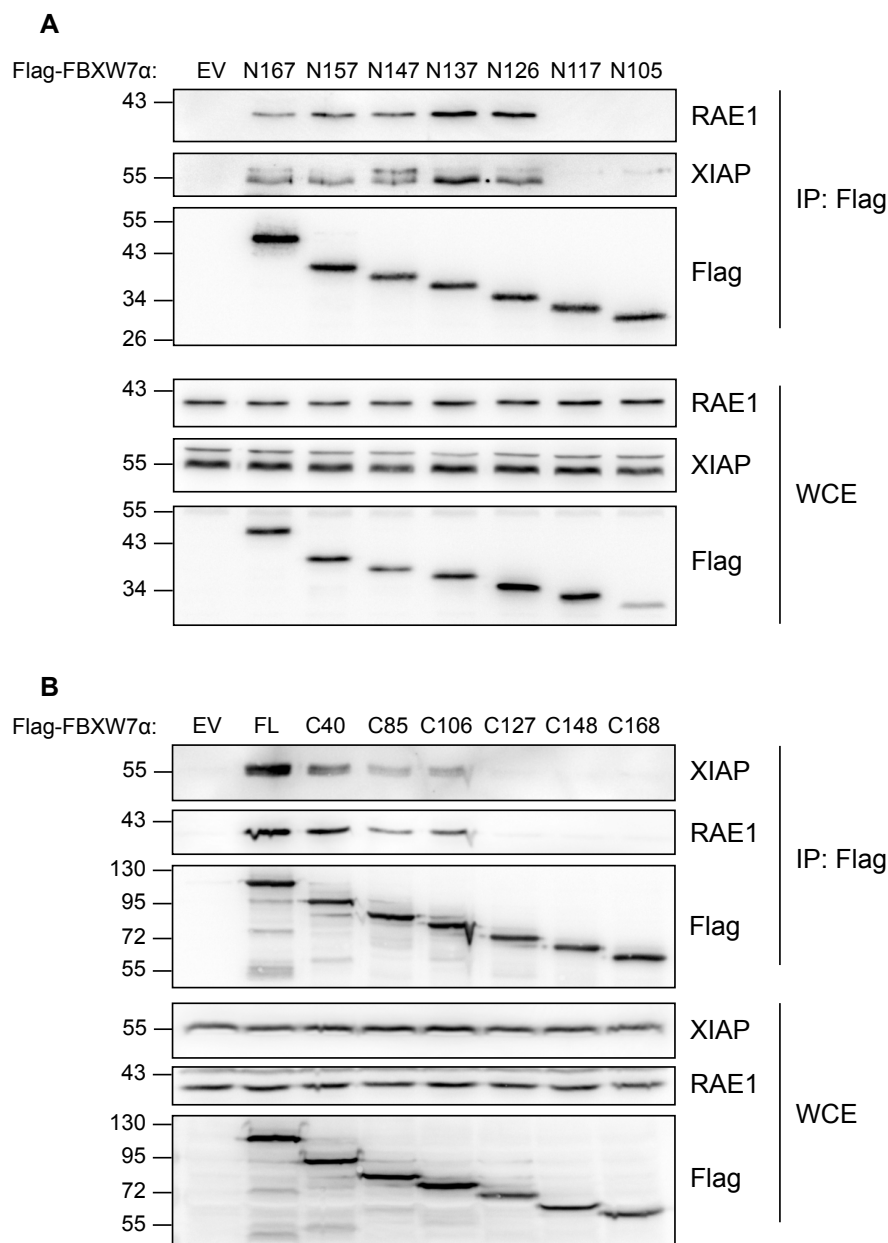 A
Flag-FBXW7α: EV N167 N157 N147 N137 N126 N117 N105
43
RAE1
55
XIAP
55
43
34
26
Flag
IP: Flag
43
RAE1
55
XIAP
55
43
34
Flag
WCE
B
Flag-FBXW7α: EV FL C40 C85 C106 C127 C148 C168
55
XIAP
43
RAE1
130
95
72
55
Flag
IP: Flag
55
XIAP
43
RAE1
130
95
72
55
Flag
WCE